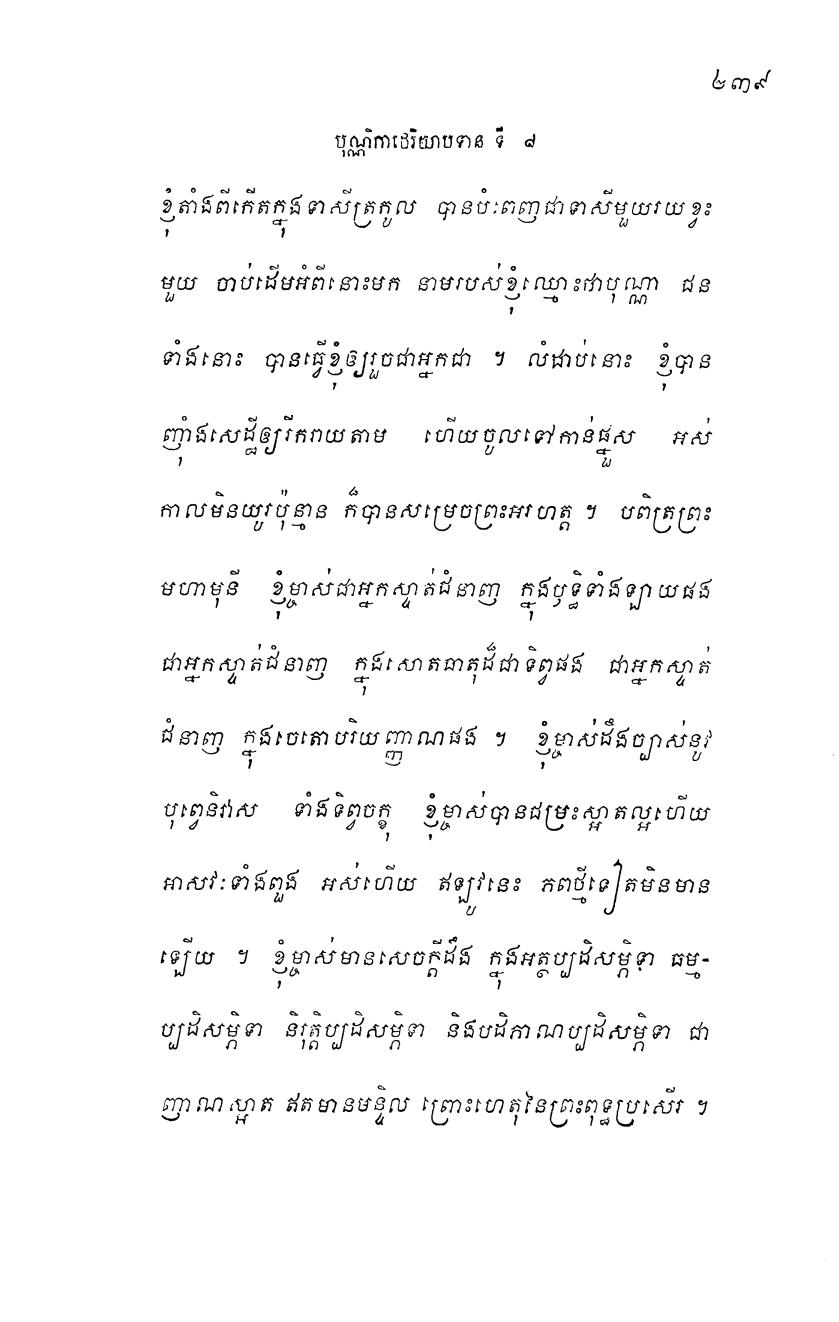 ២៣៩
បុណ្ណិកាថេរិយាបទាន ទី ៨
ខ្ញុំតាំងពីកើតក្នុងទាសីត្រកូល បានបំពេញជាទាសីមួយរយខ្វះ
មួយ ចាប់ដើមអំពីនោះមក នាមរបស់ខ្ញុំឈ្មោះជាបុណ្ណា ជន
ទាំងនោះ បានធ្វើខ្ញុំឲ្យរួចជាអ្នកជា ។ លំដាប់នោះ ខ្ញុំបាន
ញ៉ាំងសេដ្ឋីឲ្យរីករាយតាម ហើយចូលទៅកាន់ផ្នួស អស់
កាលមិនយូរប៉ុន្មាន ក៏បានសម្រេចព្រះអរហត្ត ។ បពិត្រព្រះ
មហាមុនី ខ្ញុំម្ចាស់ជាអ្នកស្ទាត់ជំនាញ ក្នុងឫទ្ធិទាំងឡាយផង
ជាអ្នកស្ទាត់ជំនាញ ក្នុងសោតធាតុដ៏ជាទិព្វផង ជាអ្នកស្ទាត់
ជំនាញ ក្នុងចេតោបរិយញ្ញាណផង ។ ខ្ញុំម្ចាស់ដឹងច្បាស់នូវ
បុព្វេនិវាស ទាំងទិព្វចក្ខុ ខ្ញុំម្ចាស់បានជម្រះស្អាតល្អហើយ
អាសវៈទាំងពួង អស់ហើយ ឥឡូវនេះ ភពថ្មីទៀតមិនមាន
ឡើយ ។ ខ្ញុំម្ចាស់មានសេចក្តីដឹង ក្នុងអត្ថប្បដិសម្ភិទា ធម្ម-
ប្បដិសម្ភិទា និរុត្តិប្បដិសម្ភិទា និងបដិភាណប្បដិសម្ភិទា ជា
ញាណស្អាត ឥតមានមន្ទិល ព្រោះហេតុនៃព្រះពុទ្ធប្រសើរ ។